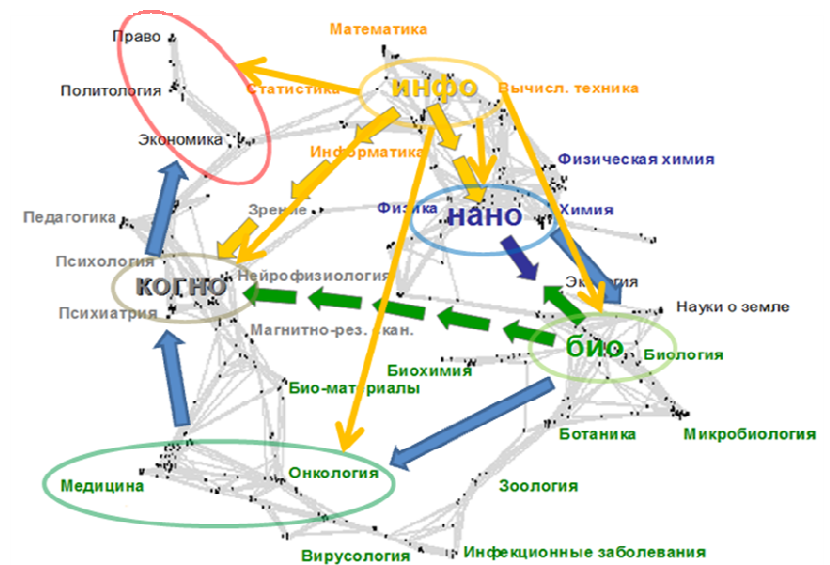 Математика
Право
Политология
Статистика
инфо
Вычисл. техника
Экономика
Информатика
Физическая химия
Педагогика
Зрение
Физика
нано
Химия
Психология
Нейрофизиология
когно
Психиатрия
Экология
Науки о земле
Магнитно-рез. скан.
био
Биология
Биохимия
Био-материалы
Ботаника
Микробиология
Онкология
Медицина
Зоология
Вирусология
Инфекционные заболевания